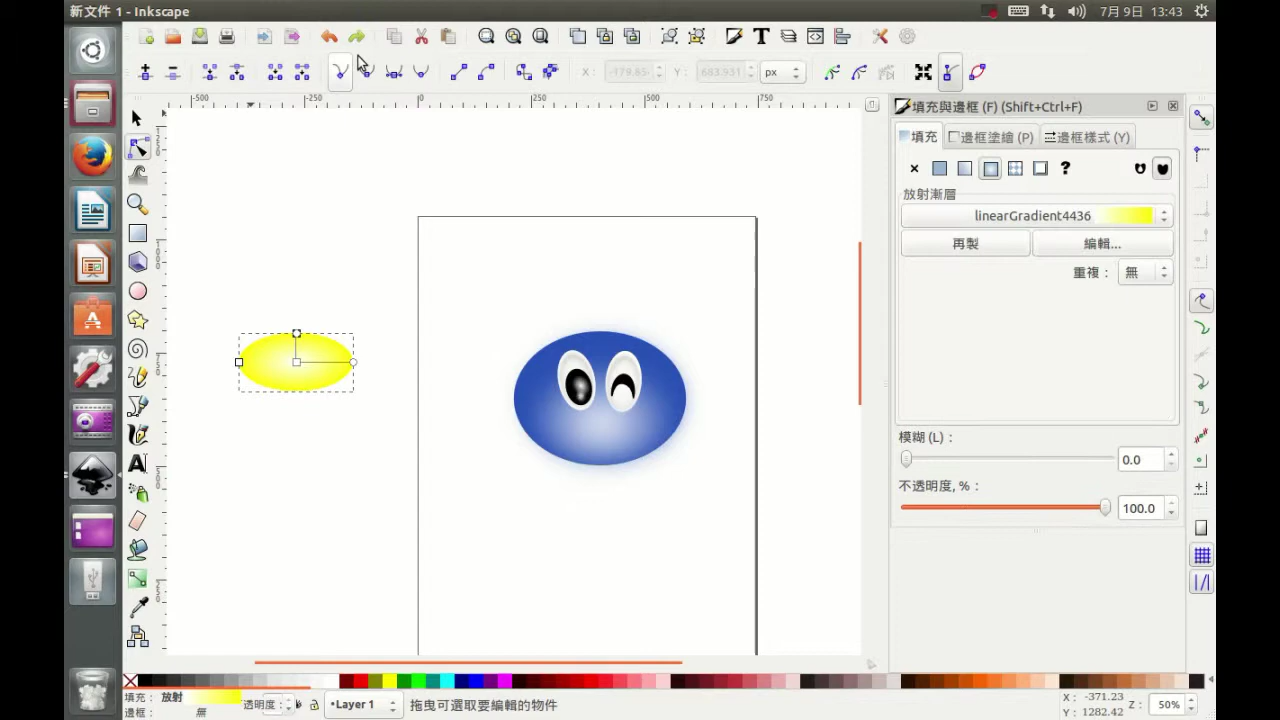 新文件 1 - Inkscape
7月 9日 13:43
X :
-179.65
Y :
683.931
px
-500
-250
0
250
500
750
填充與邊框 (F) (Shift+Ctrl+F)
填充
邊框塗繪 (P)
邊框樣式 (Y)
放射漸層
linearGradient4436
再製
編輯...
重複 :
無
模糊 (L) :
0.0
不透明度, % :
100.0
填充 :
放射
邊框 :
無
透明度 :
•Layer 1
拖曳可選取要編輯的物件
X : -371.23
Y : 1282.42
Z :
50%